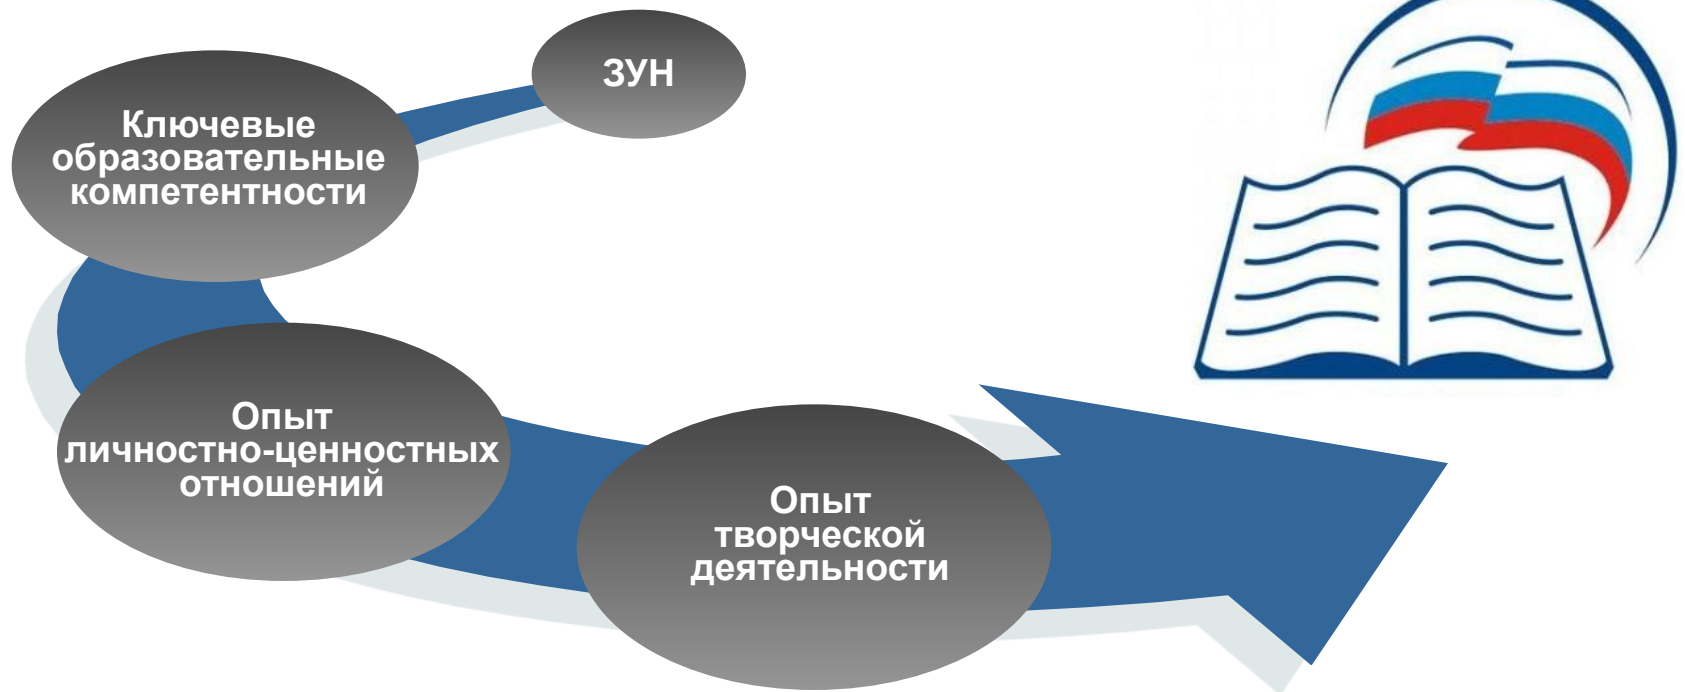 ЗУН
Ключевые
образовательные
компетентности
Опыт
личностно-ценностных
отношений
Опыт
творческой
деятельности